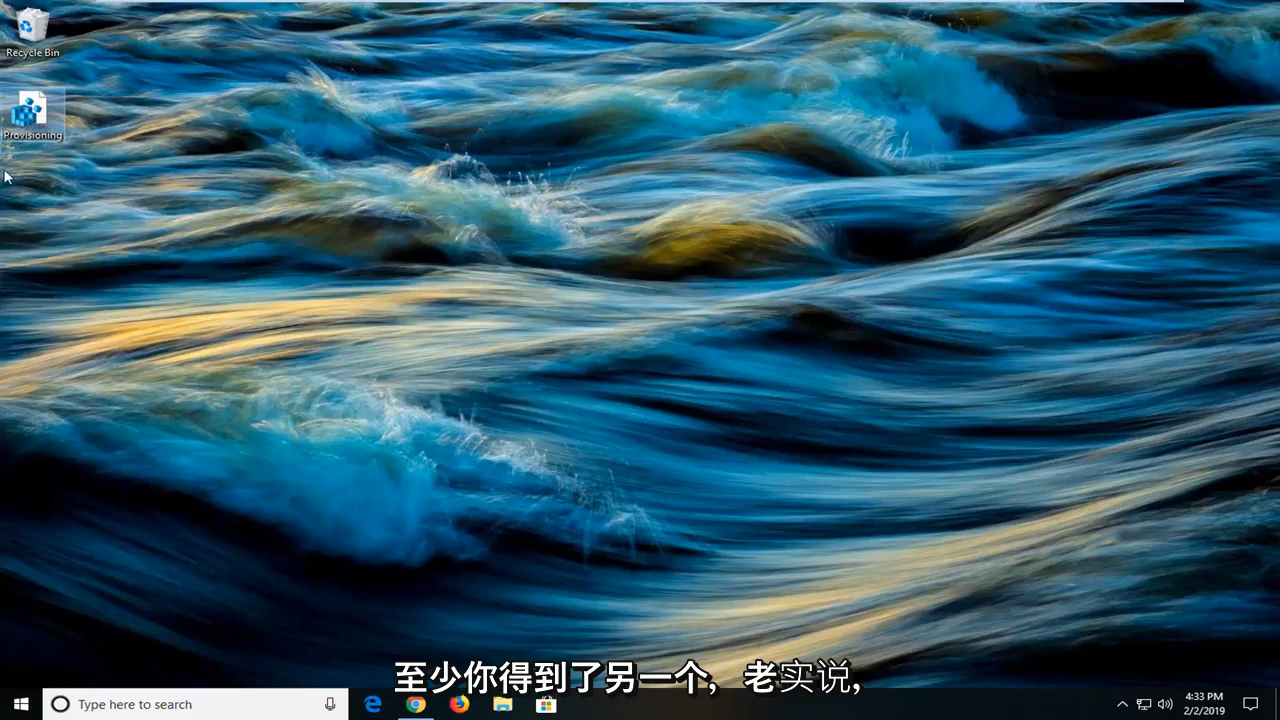 Recycle Bin
Provisioning
至少你得到了另一个，老实说，
Type here to search
4:33 PM
2/2/2019